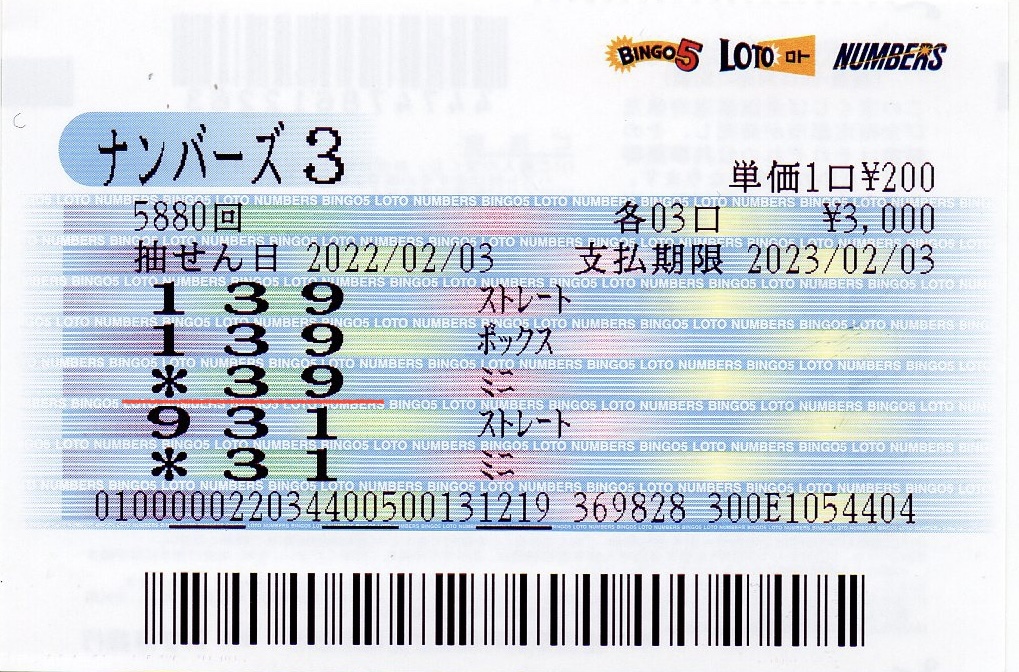 BINGO5 LOTO ロト NUMBERS
ナンバーズ 3
単価1口¥200
5880回 各03口 ¥3,000
抽せん日 2022/02/03 支払期限 2023/02/03
1 3 9 ストレート
1 3 9 ボックス
* 3 9 ミニ
9 3 1 ストレート
* 3 1 ミニ
010000022034400500131219 369828 300E1054404